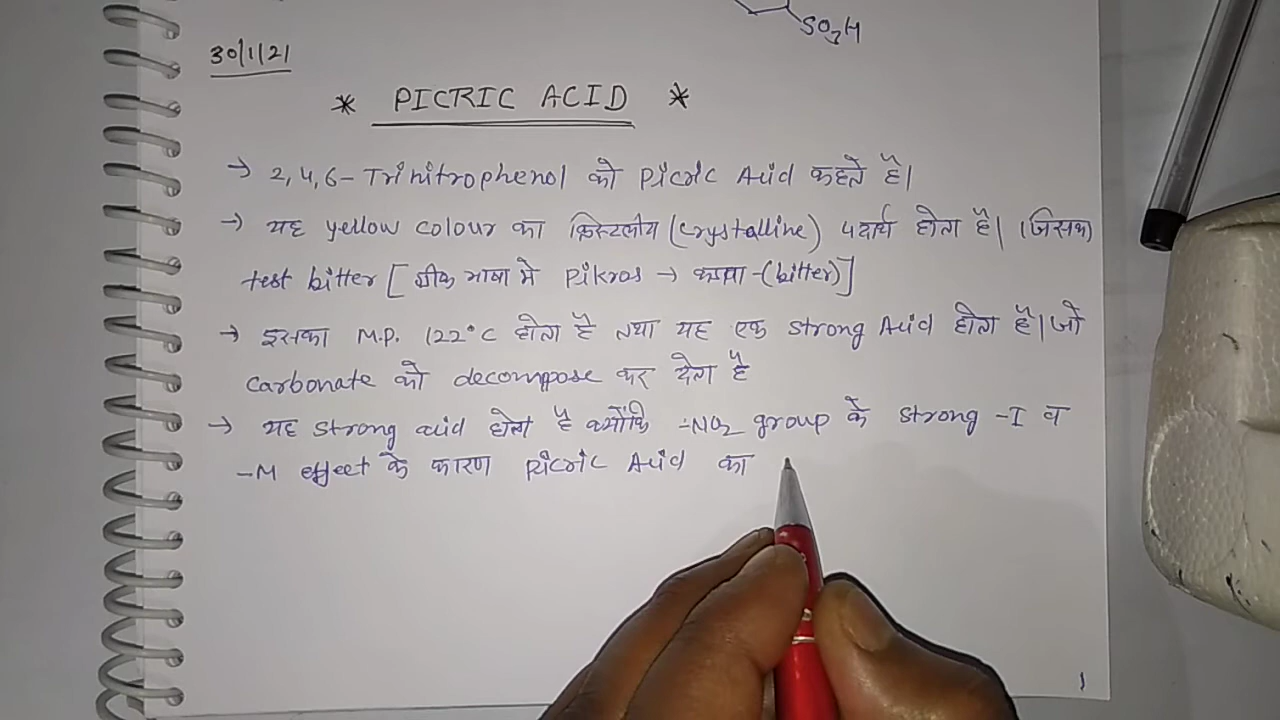 SO3H
30/1/21
* PICRIC ACID *
→ 2,4,6-Trinitrophenol को Picric Acid कहते है।
→ यह yellow colour का क्रिस्टलीय (crystalline) पदार्थ होता है। जिसका
test bitter [ग्रीक भाषा मे Pikros → कड़वा-(bitter)]
→ इसका M.P. 122°C होता है तथा यह एक strong Acid होता है। जो
carbonate को decompose कर देता है
→ यह strong acid होता है क्योंकि -NO2 group के strong -I व
-M effect के कारण Picric Acid का